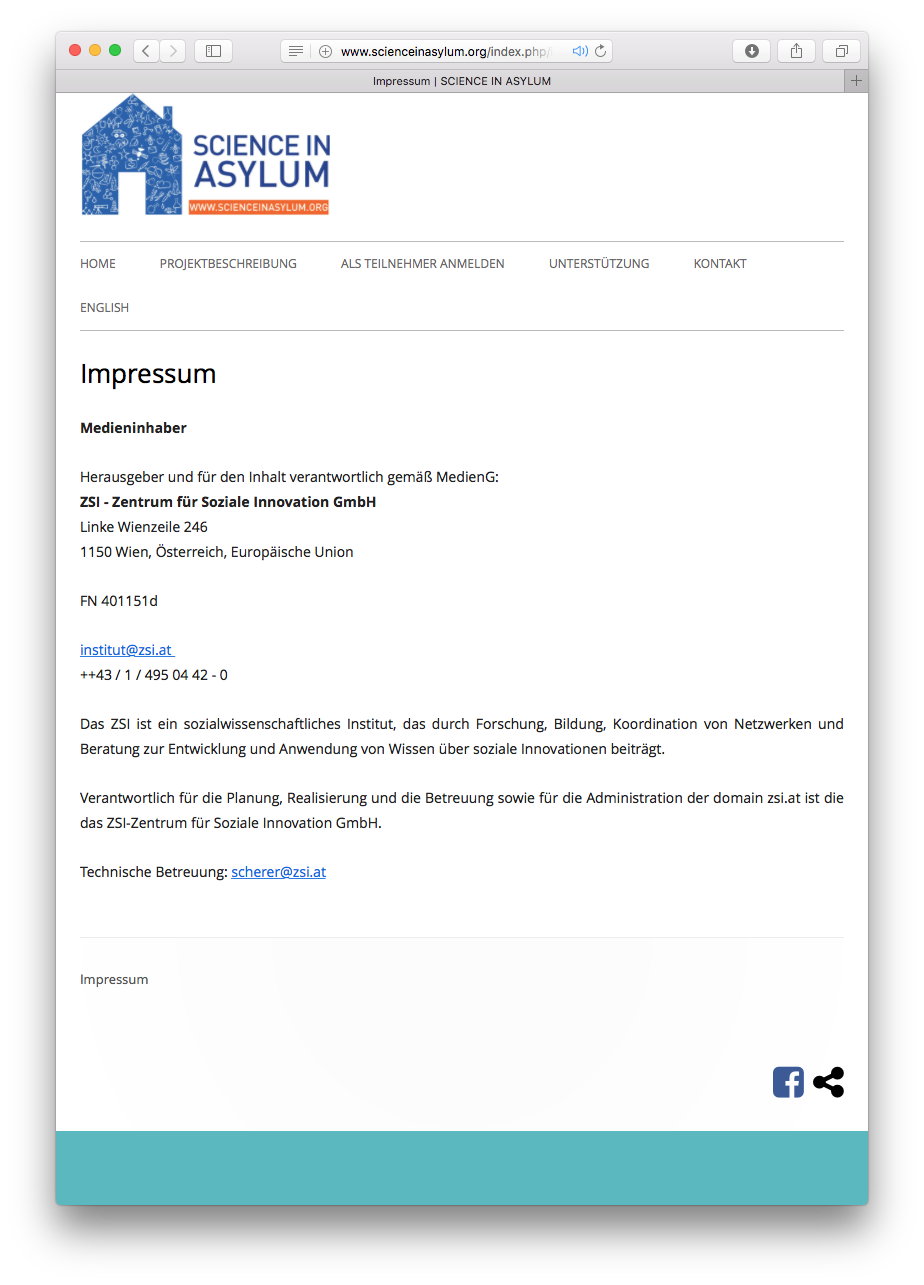 www.scienceinasylum.org/index.php/
Impressum | SCIENCE IN ASYLUM
SCIENCE IN
ASYLUM
WWW.SCIENCEINASYLUM.ORG
HOME PROJEKTBESCHREIBUNG ALS TEILNEHMER ANMELDEN UNTERSTÜTZUNG KONTAKT
ENGLISH
Impressum
Medieninhaber
Herausgeber und für den Inhalt verantwortlich gemäß MedienG:
ZSI - Zentrum für Soziale Innovation GmbH
Linke Wienzeile 246
1150 Wien, Österreich, Europäische Union
FN 401151d
institut@zsi.at
++43 / 1 / 495 04 42 - 0
Das ZSI ist ein sozialwissenschaftliches Institut, das durch Forschung, Bildung, Koordination von Netzwerken und
Beratung zur Entwicklung und Anwendung von Wissen über soziale Innovationen beiträgt.
Verantwortlich für die Planung, Realisierung und die Betreuung sowie für die Administration der domain zsi.at ist die
das ZSI-Zentrum für Soziale Innovation GmbH.
Technische Betreuung: scherer@zsi.at
Impressum